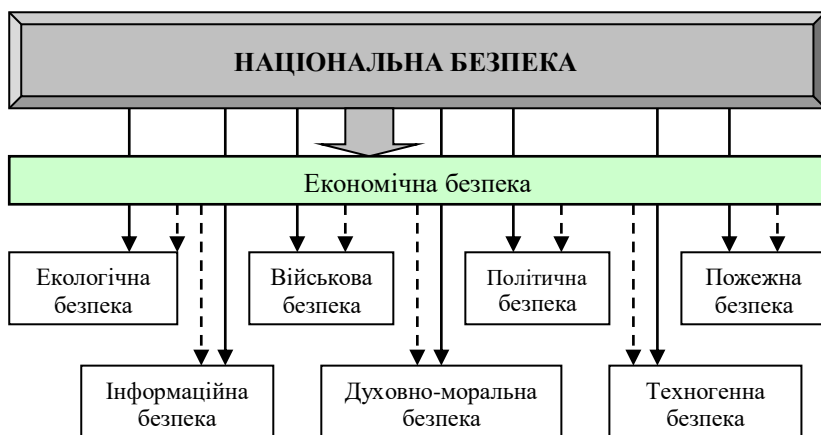 НАЦІОНАЛЬНА БЕЗПЕКА
Економічна безпека
Екологічна
безпека
Військова
безпека
Політична
безпека
Пожежна
безпека
Інформаційна
безпека
Духовно-моральна
безпека
Техногенна
безпека